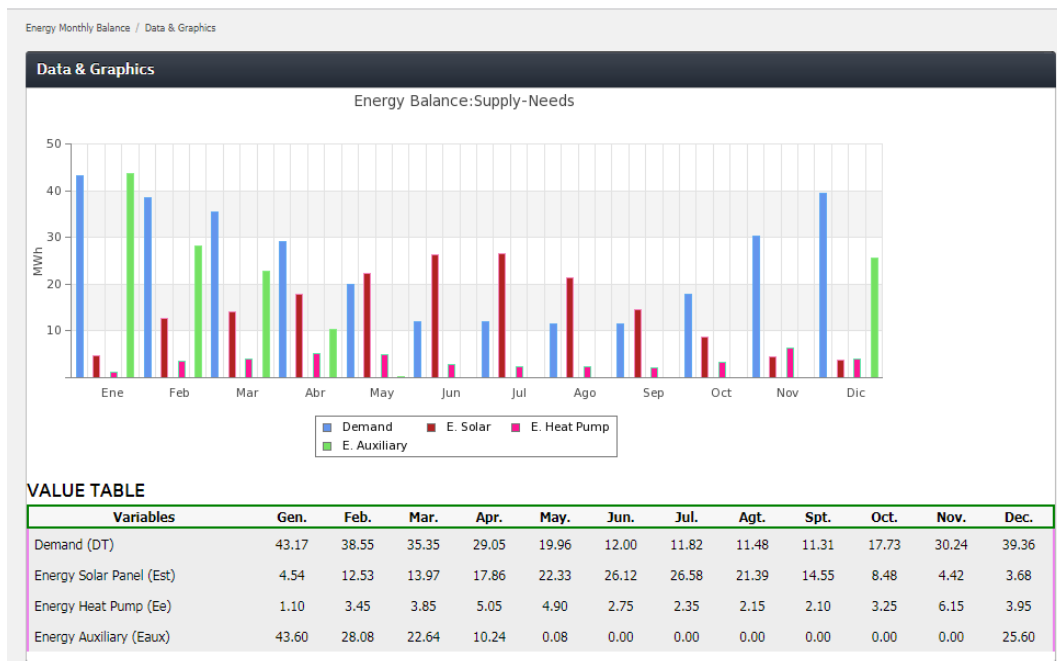 Energy Monthly Balance / Data & Graphics
Data & Graphics
Energy Balance:Supply-Needs
50
40
30
20
10
MWh
Ene Feb Mar Abr May Jun Jul Ago Sep Oct Nov Dic
Demand E. Solar E. Heat Pump
E. Auxiliary
VALUE TABLE
Variables Gen. Feb. Mar. Apr. May. Jun. Jul. Agt. Spt. Oct. Nov. Dec.
Demand (DT) 43.17 38.55 35.35 29.05 19.96 12.00 11.82 11.48 11.31 17.73 30.24 39.36
Energy Solar Panel (Est) 4.54 12.53 13.97 17.86 22.33 26.12 26.58 21.39 14.55 8.48 4.42 3.68
Energy Heat Pump (Ee) 1.10 3.45 3.85 5.05 4.90 2.75 2.35 2.15 2.10 3.25 6.15 3.95
Energy Auxiliary (Eaux) 43.60 28.08 22.64 10.24 0.08 0.00 0.00 0.00 0.00 0.00 0.00 25.60